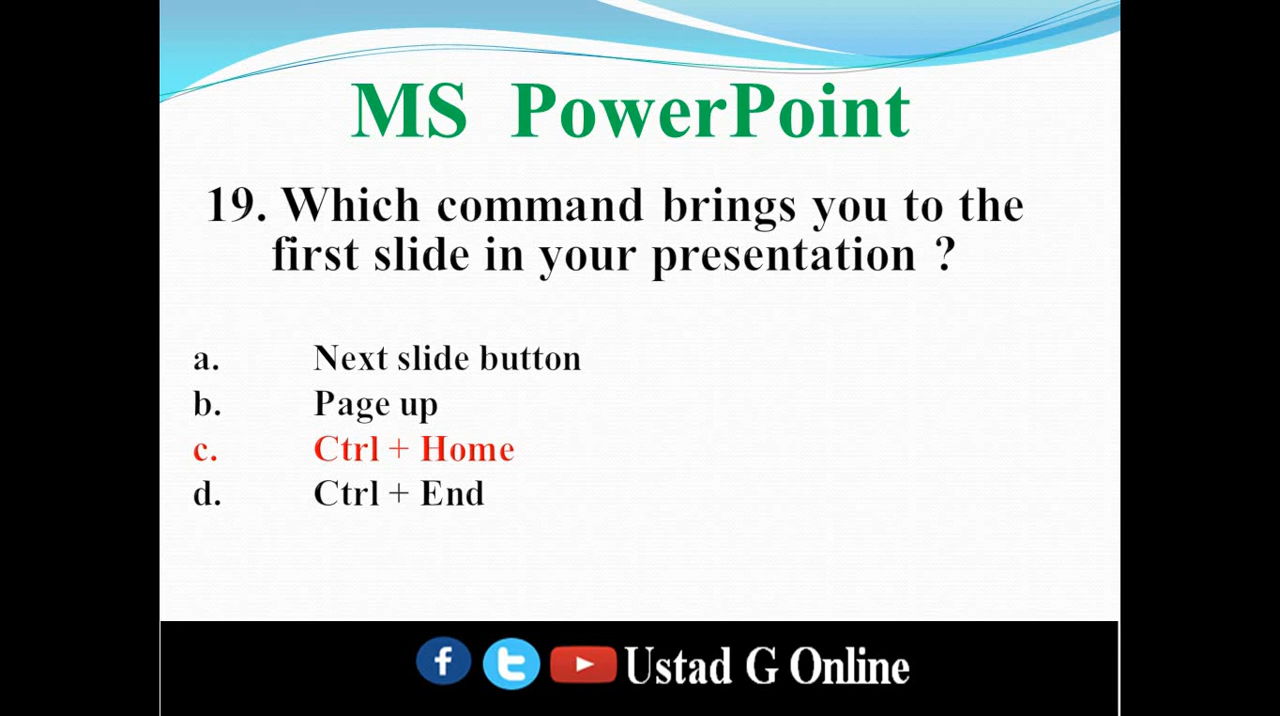 MS PowerPoint
19. Which command brings you to the
first slide in your presentation ?
a. Next slide button
b. Page up
c. Ctrl + Home
d. Ctrl + End
Ustad G Online